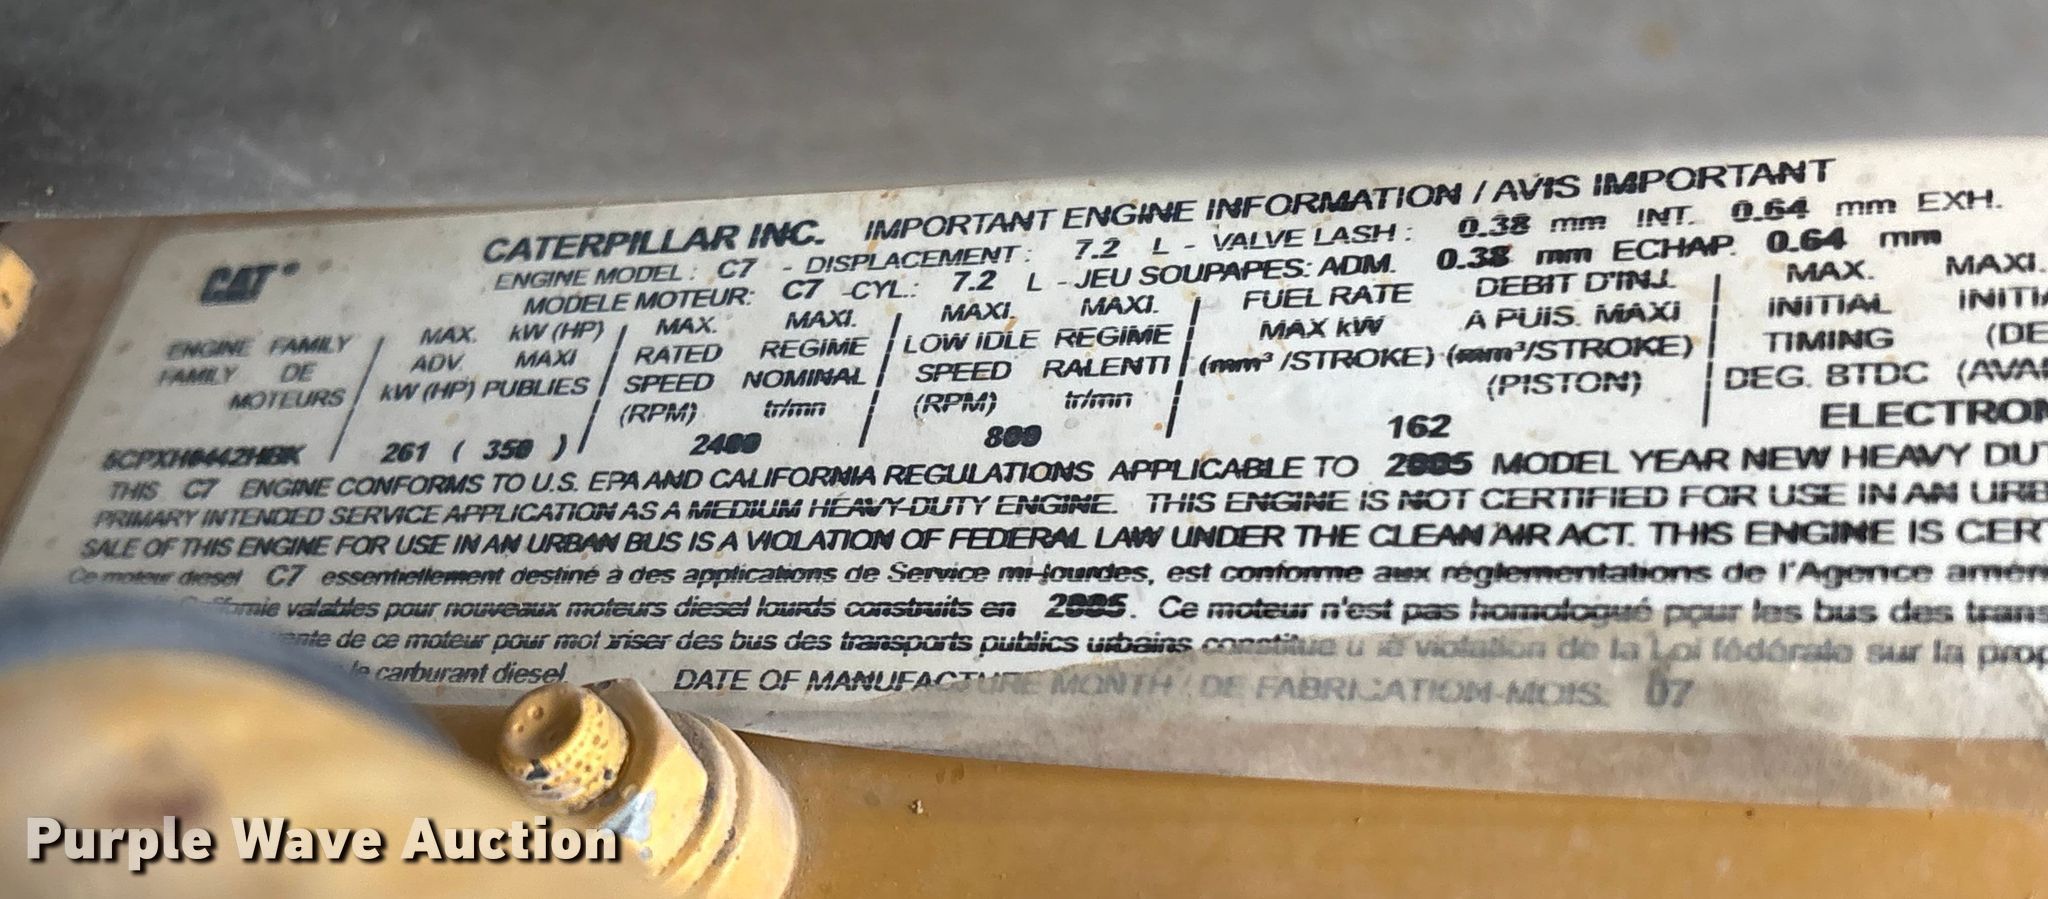 CAT
CATERPILLAR INC. IMPORTANT ENGINE INFORMATION / AVIS IMPORTANT
ENGINE MODEL : C7 - DISPLACEMENT : 7.2 L - VALVE LASH : 0.38 mm INT. 0.64 mm EXH.
MODELE MOTEUR: C7 -CYL.: 7.2 L - JEU SOUPAPES: ADM. 0.38 mm ECHAP. 0.64 mm
ENGINE FAMILY MAX. kW (HP) MAX. MAXI. MAXI. MAXI. FUEL RATE DEBIT D'INJ. MAX. MAXI.
FAMILY DE ADV. MAXI RATED REGIME LOW IDLE REGIME MAX kW A PUIS. MAXI INITIAL
MOTEURS kW (HP) PUBLIES SPEED NOMINAL SPEED RALENTI (mm³ /STROKE) (mm³/STROKE) TIMING
(RPM) tr/mn (RPM) tr/mn (PISTON) DEG. BTDC
261 ( 350 ) 2400 800 162
THIS C7 ENGINE CONFORMS TO U.S. EPA AND CALIFORNIA REGULATIONS APPLICABLE TO 2005 MODEL YEAR NEW HEAVY
PRIMARY INTENDED SERVICE APPLICATION AS A MEDIUM HEAVY-DUTY ENGINE. THIS ENGINE IS NOT CERTIFIED FOR USE IN AN
SALE OF THIS ENGINE FOR USE IN AN URBAN BUS IS A VIOLATION OF FEDERAL LAW UNDER THE CLEAN AIR ACT. THIS ENGINE IS
Ce moteur diesel C7 essentiellement destiné à des applications de Service mi-lourdes, est conforme aux réglementations de l'Agence
valables pour nouveaux moteurs diesel lourds construits en 2005. Ce moteur n'est pas homologué ppour les bus des
de ce moteur pour des bus des transports publics urbains constitue violation de la Loi fédérale sur la
le carburant diesel.
DATE OF MANUFACTURE MONTH / DE FABRICATION-MOIS. 07
Purple Wave Auction